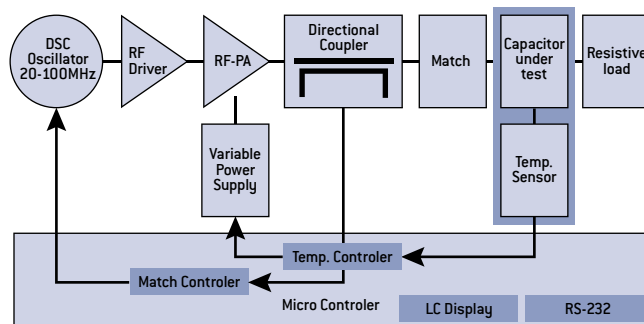 DSC
Oscillator
20-100MHz
RF
Driver
RF-PA
Directional
Coupler
Match
Capacitor
under
test
Resistive
load
Variable
Power
Supply
Temp.
Sensor
Temp. Controler
Match Controler
Micro Controler
LC Display
RS-232